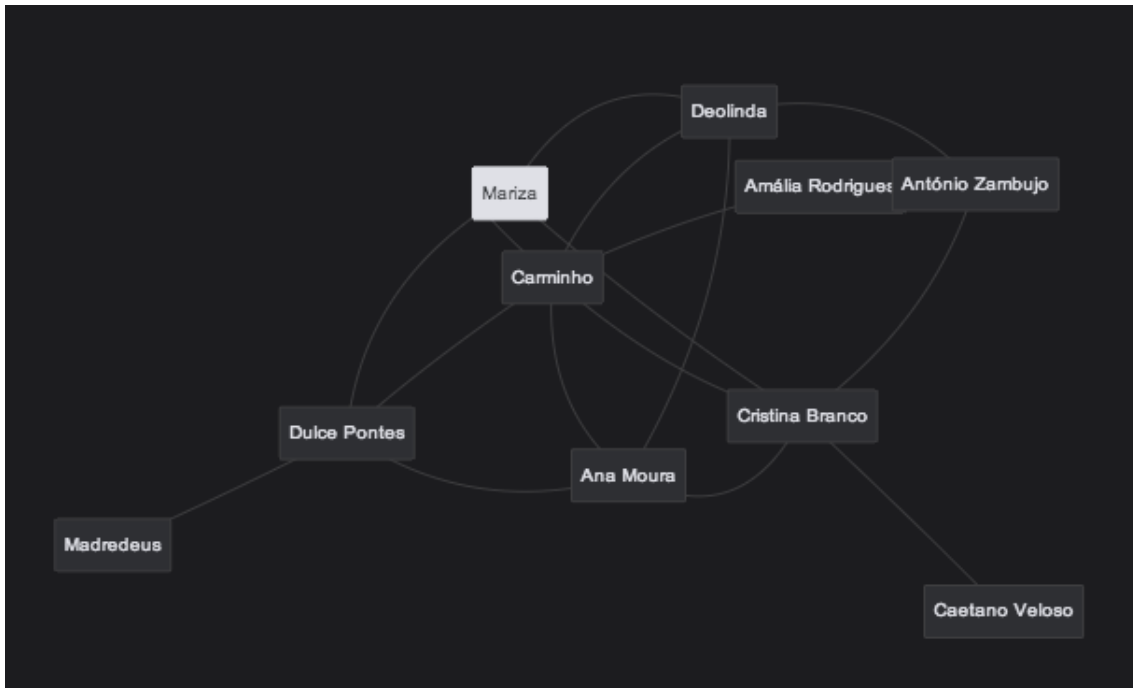 Deolinda
Mariza
Amália Rodrigues
António Zambujo
Carminho
Cristina Branco
Dulce Pontes
Ana Moura
Madredeus
Caetano Veloso